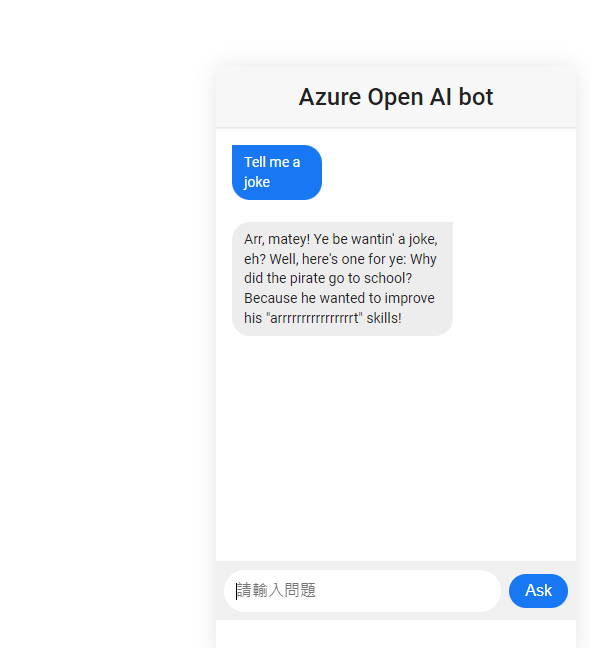 Azure Open AI bot
Tell me a
joke
Arr, matey! Ye be wantin' a joke,
eh? Well, here's one for ye: Why
did the pirate go to school?
Because he wanted to improve
his "arrrrrrrrrrrrrrrt" skills!
請輸入問題
Ask